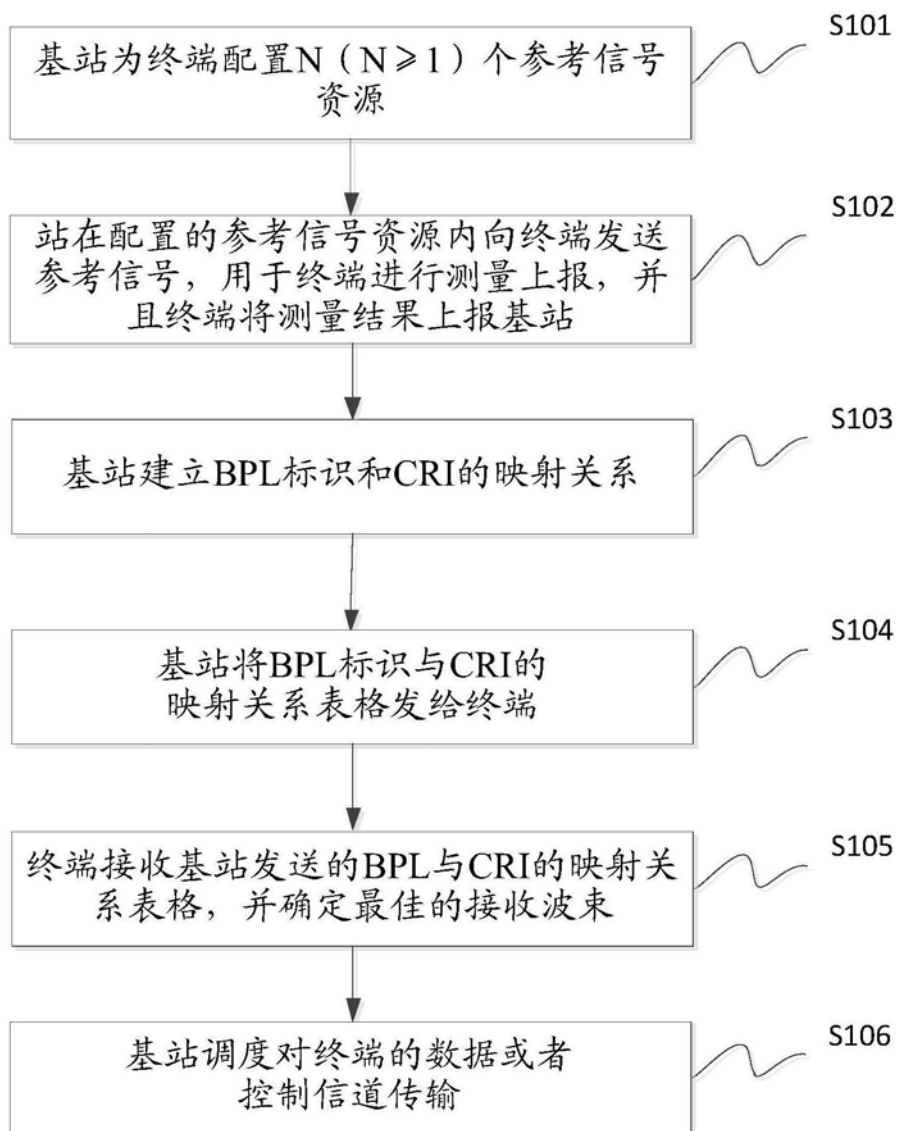 S101
基站为终端配置N（N≥1）个参考信号
资源
S102
站在配置的参考信号资源内向终端发送
参考信号，用于终端进行测量上报，并
且终端将测量结果上报基站
S103
基站建立BPL标识和CRI的映射关系
S104
基站将BPL标识与CRI的
映射关系表格发给终端
S105
终端接收基站发送的BPL与CRI的映射关
系表格，并确定最佳的接收波束
S106
基站调度对终端的数据或者
控制信道传输